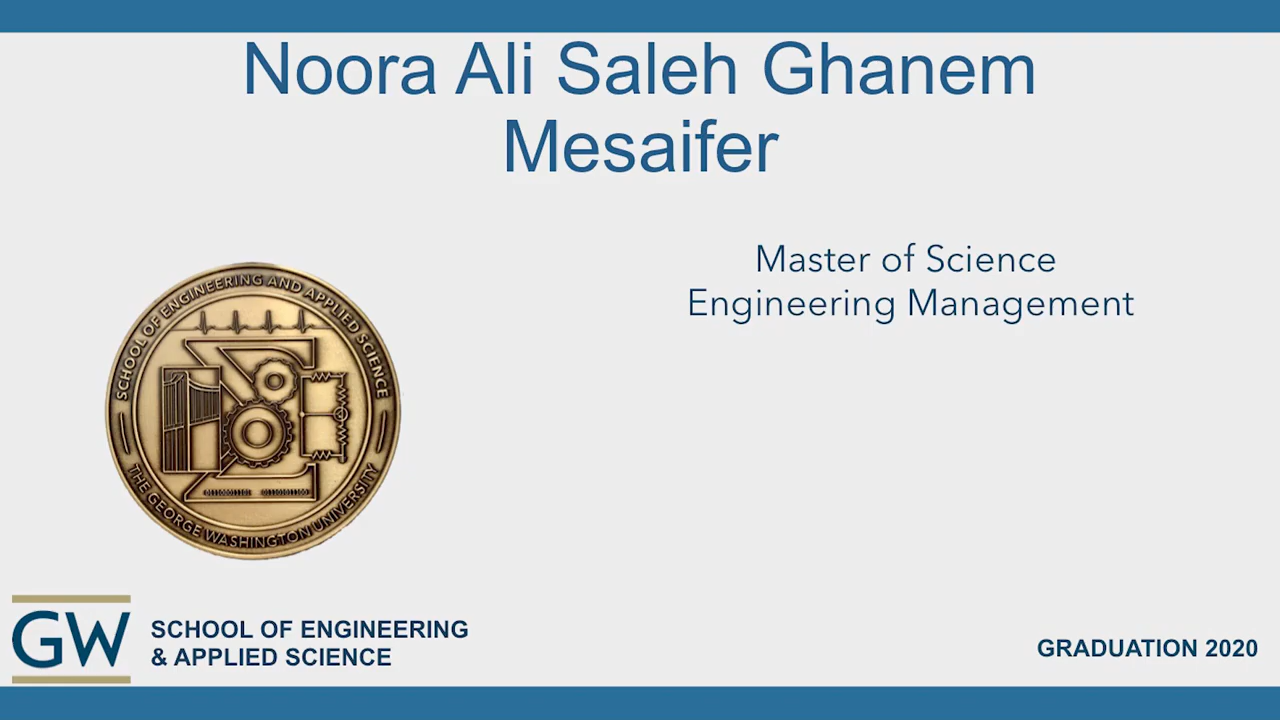 Noora Ali Saleh Ghanem
Mesaifer
Master of Science
Engineering Management
SCHOOL OF ENGINEERING AND APPLIED SCIENCE
THE GEORGE WASHINGTON UNIVERSITY
GW
SCHOOL OF ENGINEERING
& APPLIED SCIENCE
GRADUATION 2020